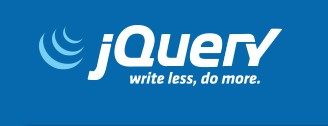 jQuery
write less, do more.